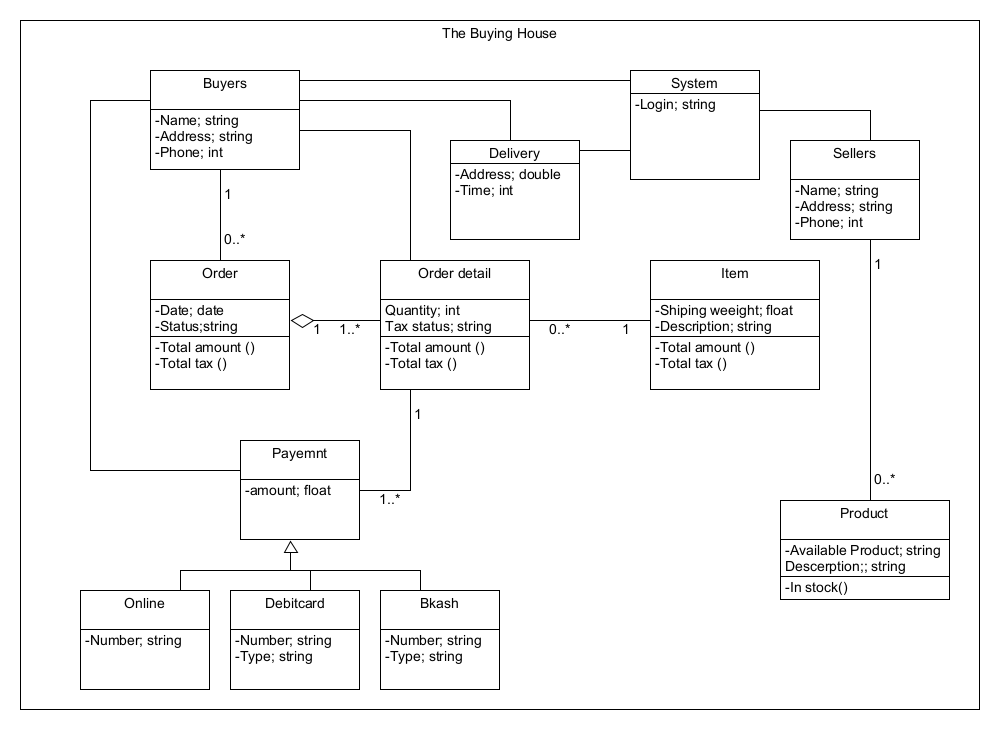 The Buying House
Buyers
-Name; string
-Address; string
-Phone; int
System
-Login; string
Delivery
-Address; double
-Time; int
Sellers
-Name; string
-Address; string
-Phone; int
1
0..*
1
Order
-Date; date
-Status;string
-Total amount ()
-Total tax ()
1
1..*
Order detail
Quantity; int
Tax status; string
-Total amount ()
-Total tax ()
0..*
1
Item
-Shiping weeight; float
-Description; string
-Total amount ()
-Total tax ()
1
1..*
Payemnt
-amount; float
0..*
Product
-Available Product; string
Descerption;; string
-In stock()
Online
-Number; string
Debitcard
-Number; string
-Type; string
Bkash
-Number; string
-Type; string